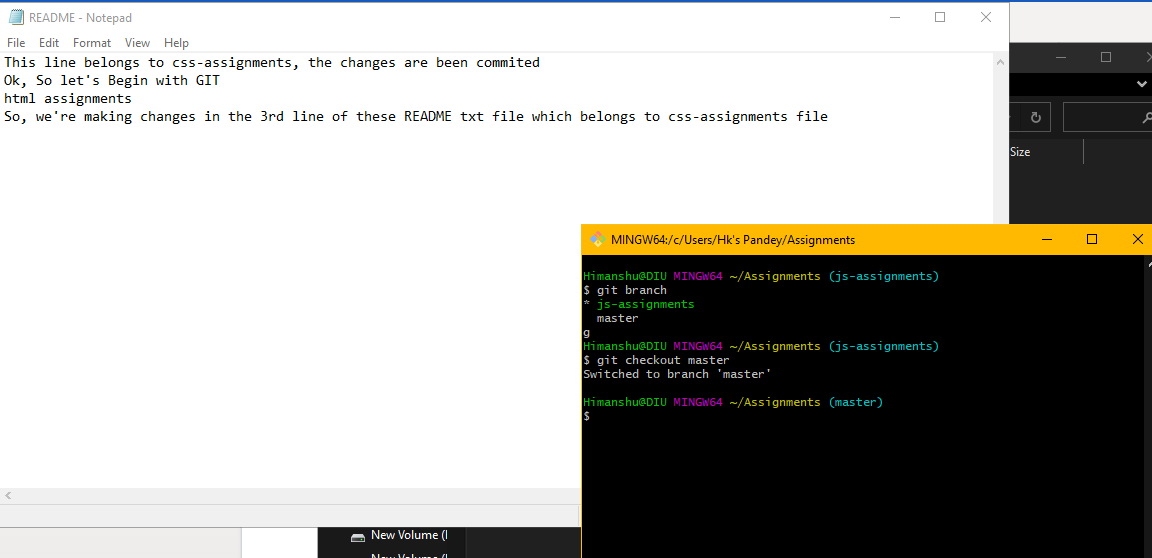 README - Notepad
File Edit Format View Help
This line belongs to css-assignments, the changes are been commited
Ok, So let's Begin with GIT
html assignments
So, we're making changes in the 3rd line of these README txt file which belongs to css-assignments file
Size
MINGW64:/c/Users/Hk's Pandey/Assignments
Himanshu@DIU MINGW64 ~/Assignments (js-assignments)
$ git branch
* js-assignments
master
g
Himanshu@DIU MINGW64 ~/Assignments (js-assignments)
$ git checkout master
Switched to branch 'master'
Himanshu@DIU MINGW64 ~/Assignments (master)
$
New Volume (
New Volume (